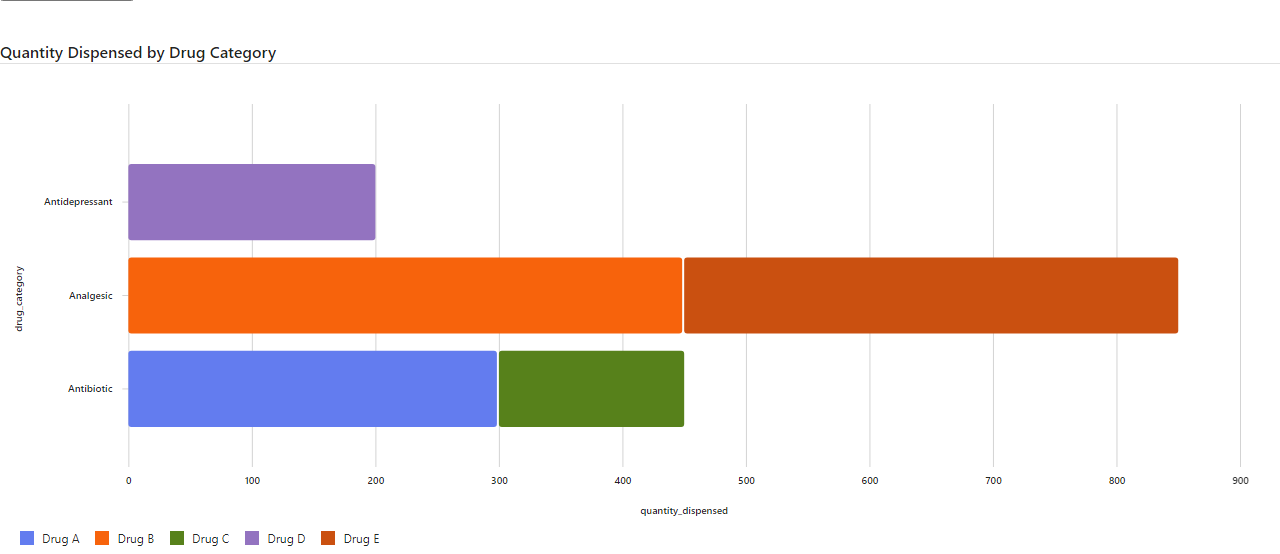 Quantity Dispensed by Drug Category
drug_category
Antidepressant
Analgesic
Antibiotic
0 100 200 300 400 500 600 700 800 900
quantity_dispensed
Drug A Drug B Drug C Drug D Drug E